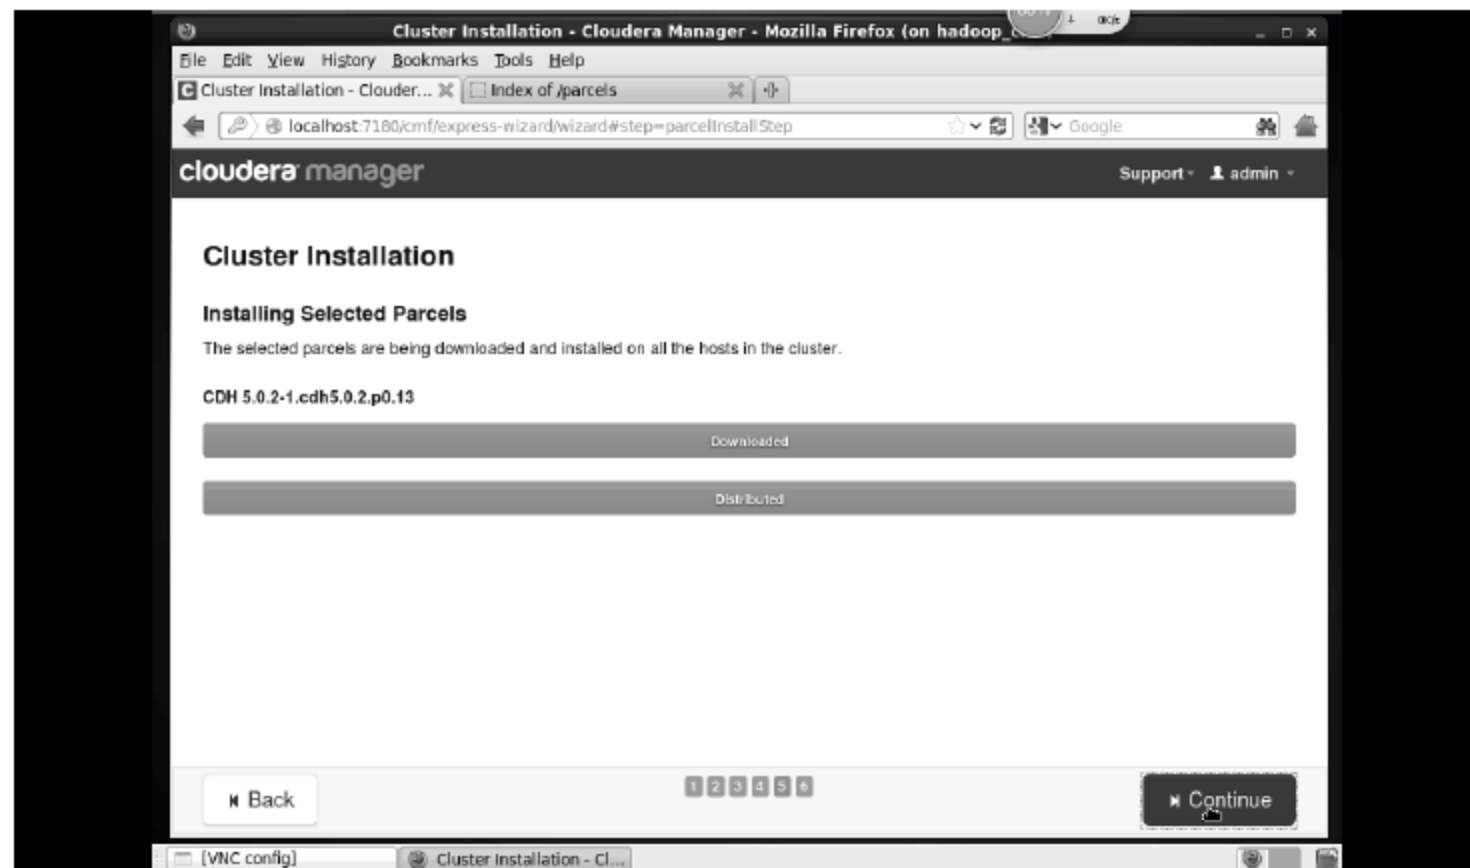 Cluster Installation - Cloudera Manager - Mozilla Firefox (on hadoop_
File Edit View History Bookmarks Tools Help
Cluster Installation - Clouder... Index of /parcels
localhost:7180/cmf/express-wizard/wizard#step=parcelInstallStep Google
cloudera manager Support admin
Cluster Installation
Installing Selected Parcels
The selected parcels are being downloaded and installed on all the hosts in the cluster.
CDH 5.0.2-1.cdh5.0.2.p0.13
Downloaded
Distributed
Back 1 2 3 4 5 6 Continue
[VNC config] Cluster Installation - Cl...